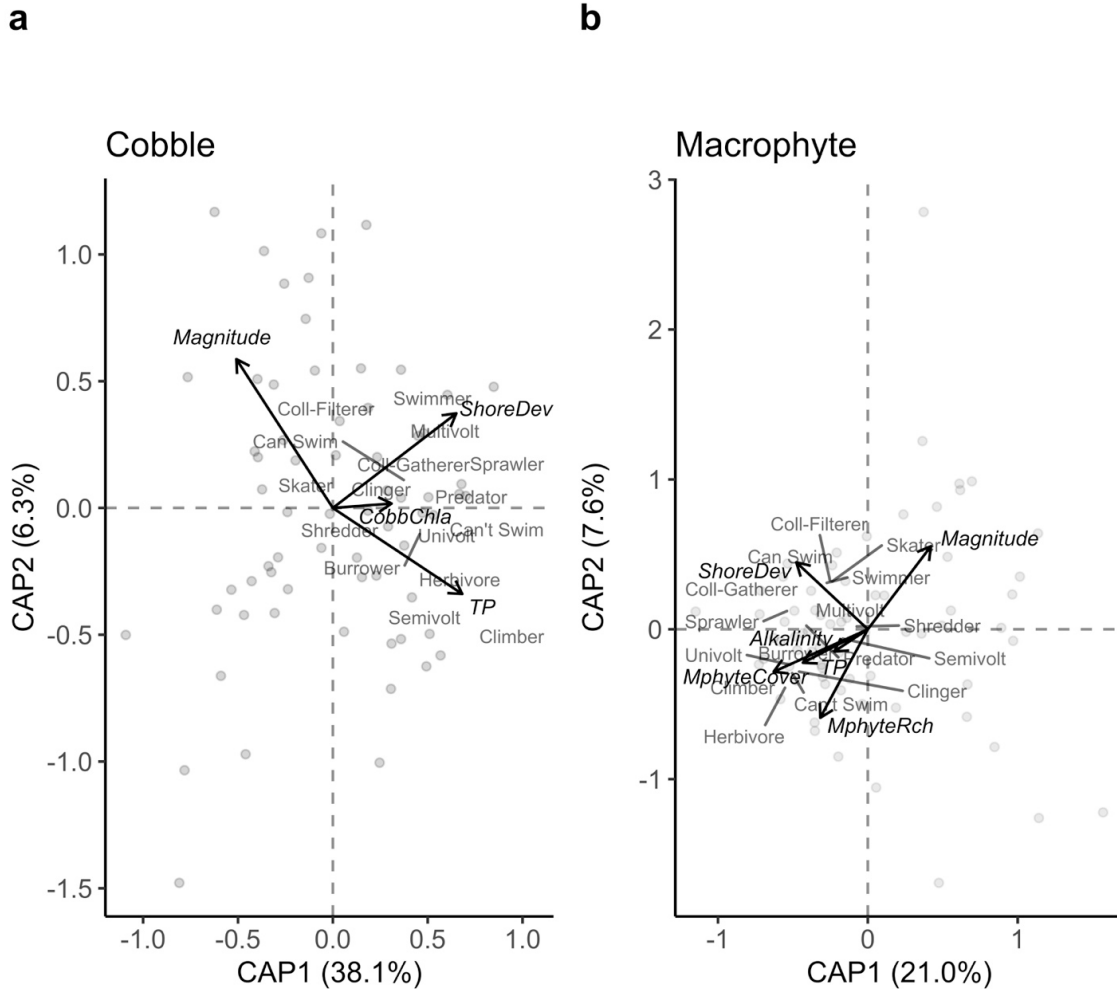 a
Cobble
1.0
0.5
0.0
-0.5
-1.0
-1.5
CAP2 (6.3%)
Magnitude
Swimmer
ShoreDev
Coll-Filterer
Multivolt
Can Swim
Coll-Gatherer
Sprawler
Skater
Clinger
Predator
CobbChla
Shredder
Can't Swim
Univolt
Burrower
Herbivore
TP
Semivolt
Climber
-1.0
-0.5
0.0
0.5
1.0
CAP1 (38.1%)
b
Macrophyte
3
2
1
0
-1
CAP2 (7.6%)
Coll-Filterer
Skater
Magnitude
Can Swim
ShoreDev
Swimmer
Coll-Gatherer
Multivolt
Sprawler
Shredder
Alkalinity
Univolt
Burrower
TP
Predator
Semivolt
MphyteCover
Climber
Clinger
Can't Swim
MphyteRch
Herbivore
-1
0
1
CAP1 (21.0%)